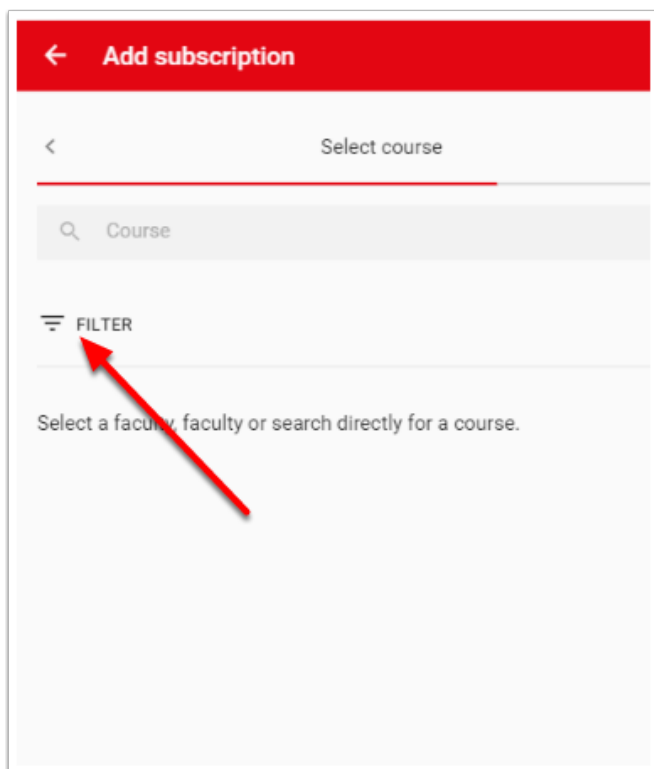 Add subscription
Select course
Course
FILTER
Select a faculty, faculty or search directly for a course.